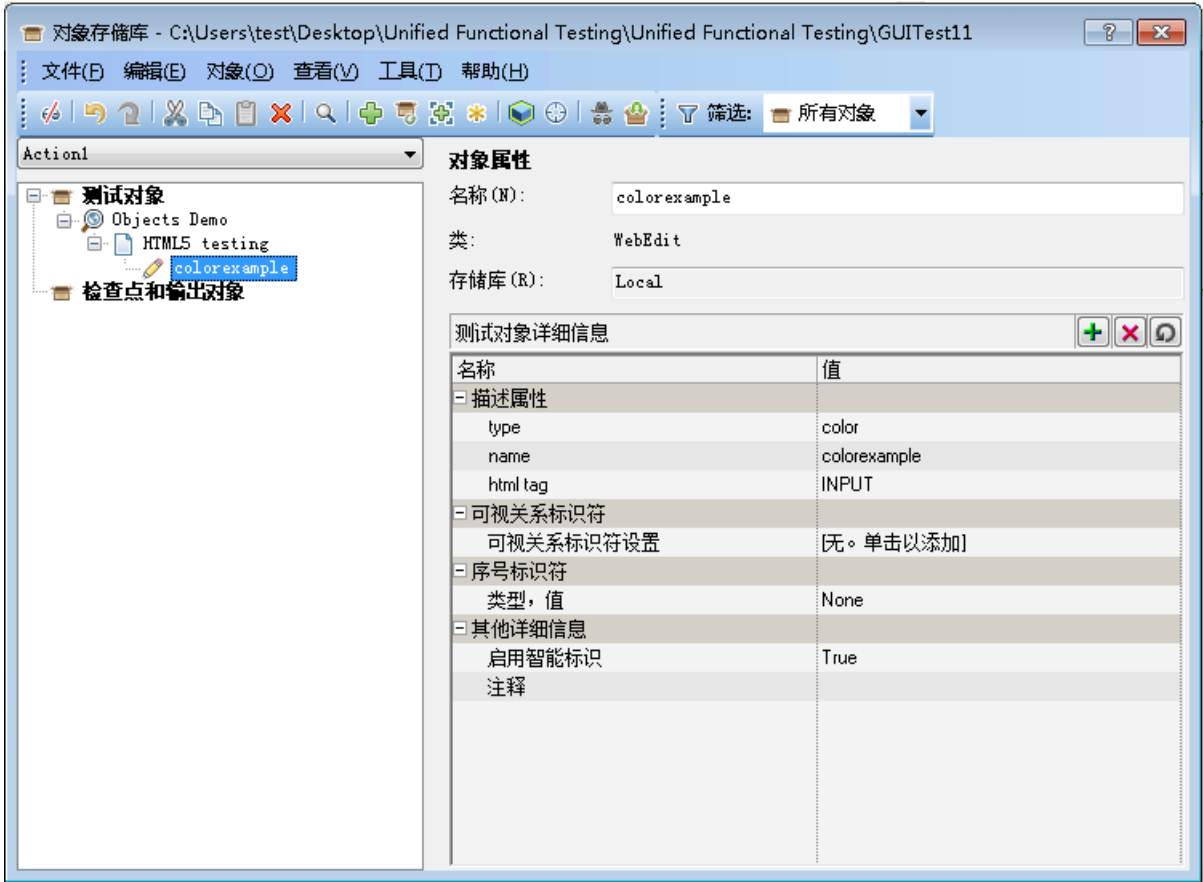 对象存储库 - C:\Users\test\Desktop\Unified Functional Testing\Unified Functional Testing\GUITest11
文件(F) 编辑(E) 对象(O) 查看(V) 工具(T) 帮助(H)
筛选: 所有对象
Action1
测试对象
Objects Demo
HTML5 testing
colorexample
检查点和输出对象
对象属性
名称(N): colorexample
类: WebEdit
存储库(R): Local
测试对象详细信息
名称 值
描述属性
type color
name colorexample
html tag INPUT
可视关系标识符
可视关系标识符设置 [无。单击以添加]
序号标识符
类型，值 None
其他详细信息
启用智能标识 True
注释